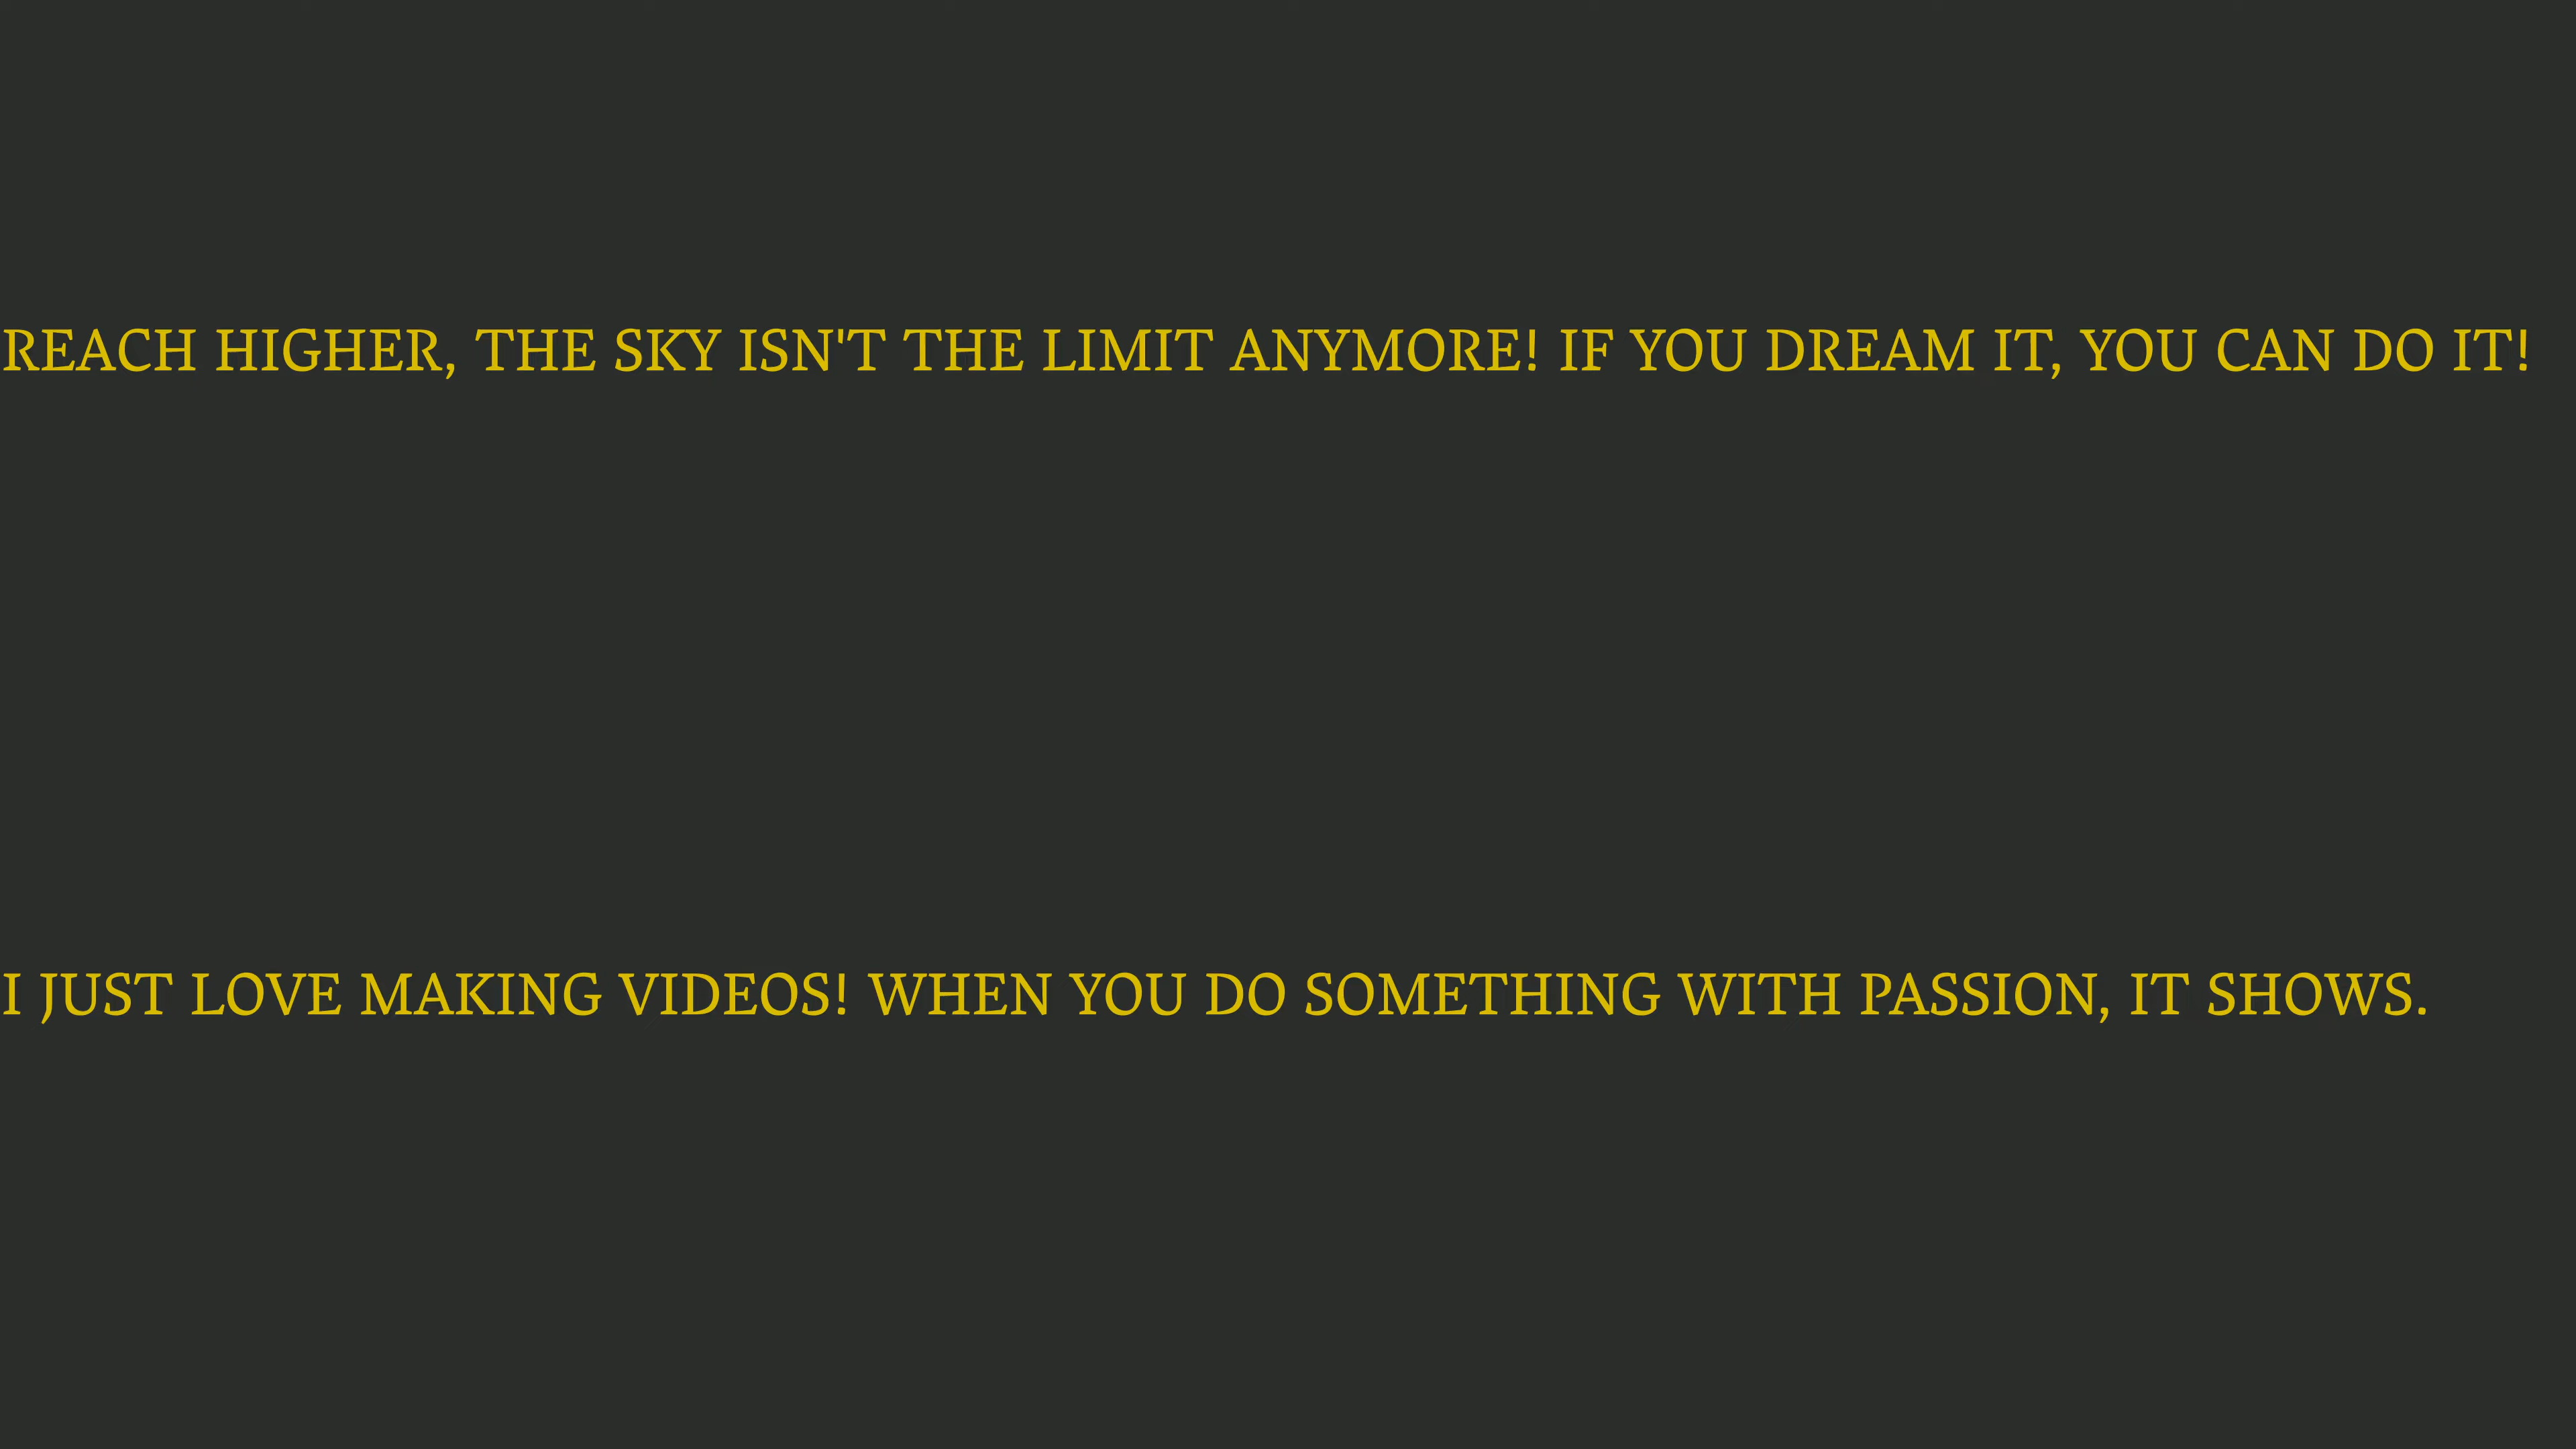 REACH HIGHER, THE SKY ISN'T THE LIMIT ANYMORE! IF YOU DREAM IT, YOU CAN DO IT!
I JUST LOVE MAKING VIDEOS! WHEN YOU DO SOMETHING WITH PASSION, IT SHOWS.